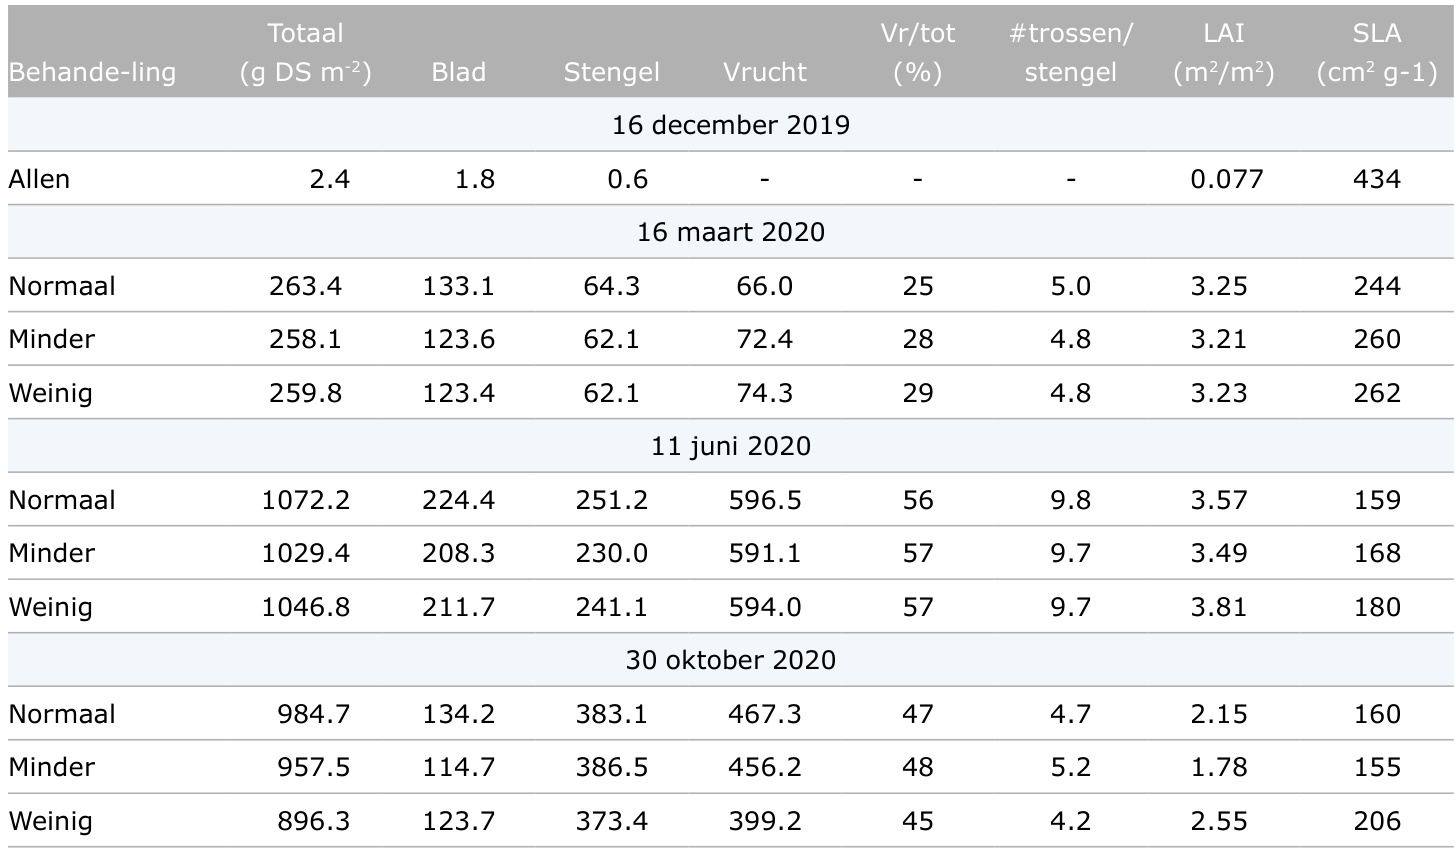 Totaal Vr/tot #trossen/ LAI SLA
Behande-ling (g DS m-2) Blad Stengel Vrucht (%) stengel (m2/m2) (cm2 g-1)
16 december 2019
Allen 2.4 1.8 0.6 - - - 0.077 434
16 maart 2020
Normaal 263.4 133.1 64.3 66.0 25 5.0 3.25 244
Minder 258.1 123.6 62.1 72.4 28 4.8 3.21 260
Weinig 259.8 123.4 62.1 74.3 29 4.8 3.23 262
11 juni 2020
Normaal 1072.2 224.4 251.2 596.5 56 9.8 3.57 159
Minder 1029.4 208.3 230.0 591.1 57 9.7 3.49 168
Weinig 1046.8 211.7 241.1 594.0 57 9.7 3.81 180
30 oktober 2020
Normaal 984.7 134.2 383.1 467.3 47 4.7 2.15 160
Minder 957.5 114.7 386.5 456.2 48 5.2 1.78 155
Weinig 896.3 123.7 373.4 399.2 45 4.2 2.55 206